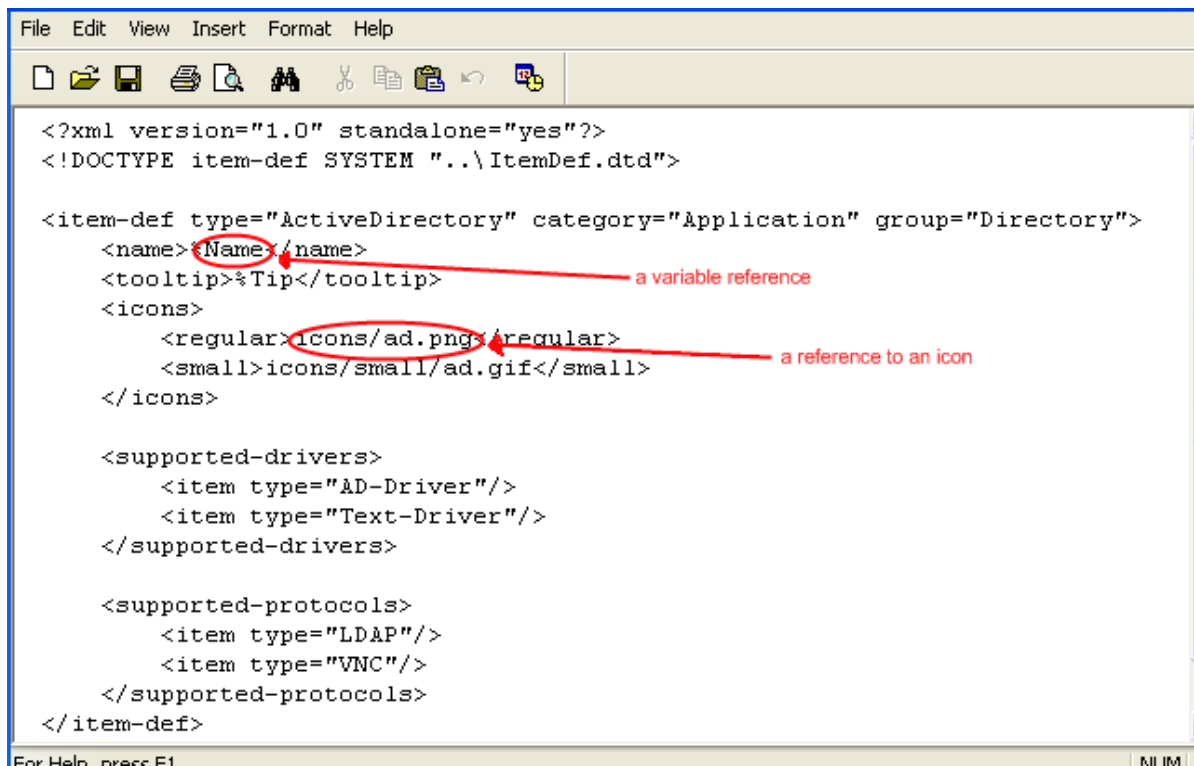 File Edit View Insert Format Help
<?xml version="1.0" standalone="yes"?>
<!DOCTYPE item-def SYSTEM "..\ItemDef.dtd">
<item-def type="ActiveDirectory" category="Application" group="Directory">
<name>%Name</name>
<tooltip>%Tip</tooltip>
a variable reference
<icons>
<regular>icons/ad.png</regular>
a reference to an icon
<small>icons/small/ad.gif</small>
</icons>
<supported-drivers>
<item type="AD-Driver"/>
<item type="Text-Driver"/>
</supported-drivers>
<supported-protocols>
<item type="LDAP"/>
<item type="VNC"/>
</supported-protocols>
</item-def>
For Help, press F1 NUM